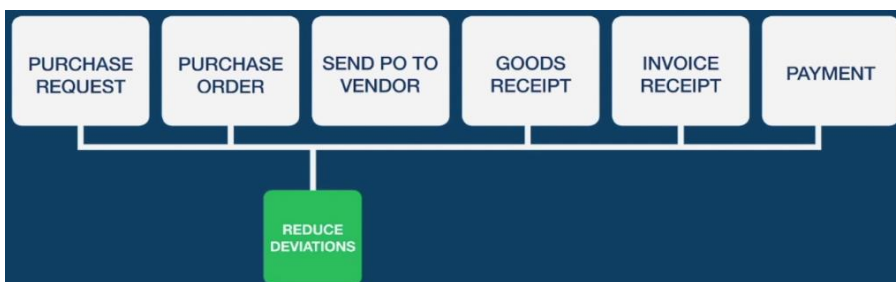 PURCHASE
REQUEST
PURCHASE
ORDER
SEND PO TO
VENDOR
GOODS
RECEIPT
INVOICE
RECEIPT
PAYMENT
REDUCE
DEVIATIONS